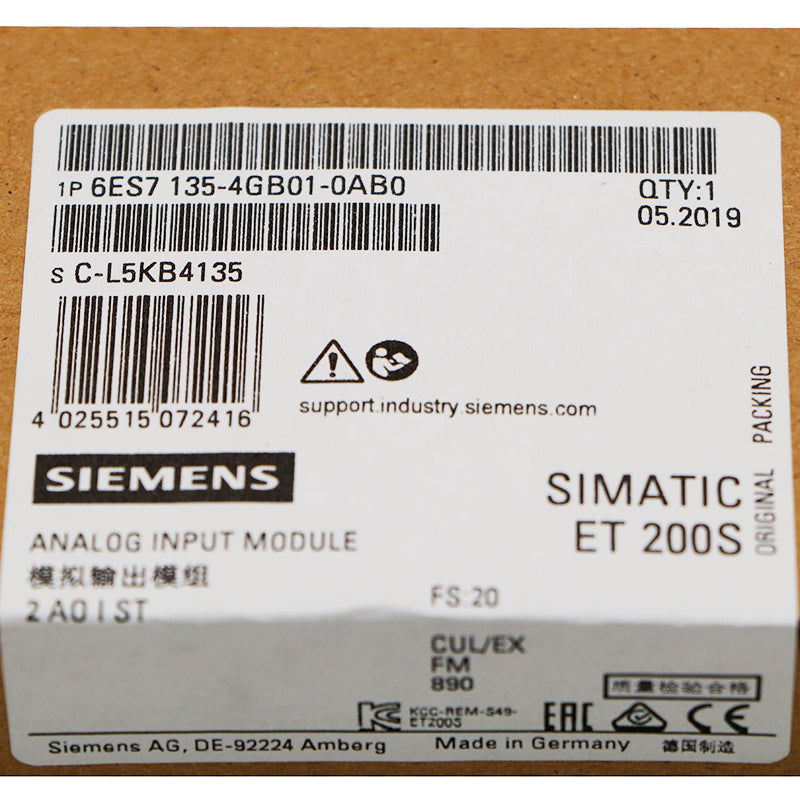 1P 6ES7 135-4GB01-0AB0
QTY:1
05.2019
S C-L5KB4135
4 025515 072416
support.industry.siemens.com
ORIGINAL PACKING
SIEMENS
SIMATIC
ET 200S
ANALOG INPUT MODULE
模拟输出模组
2 AO I ST
FS:20
CUL/EX
FM
890
质量检验合格
KCC-REM-S49-
ET200S
EAC
CE
Siemens AG, DE-92224 Amberg
Made in Germany
德国制造